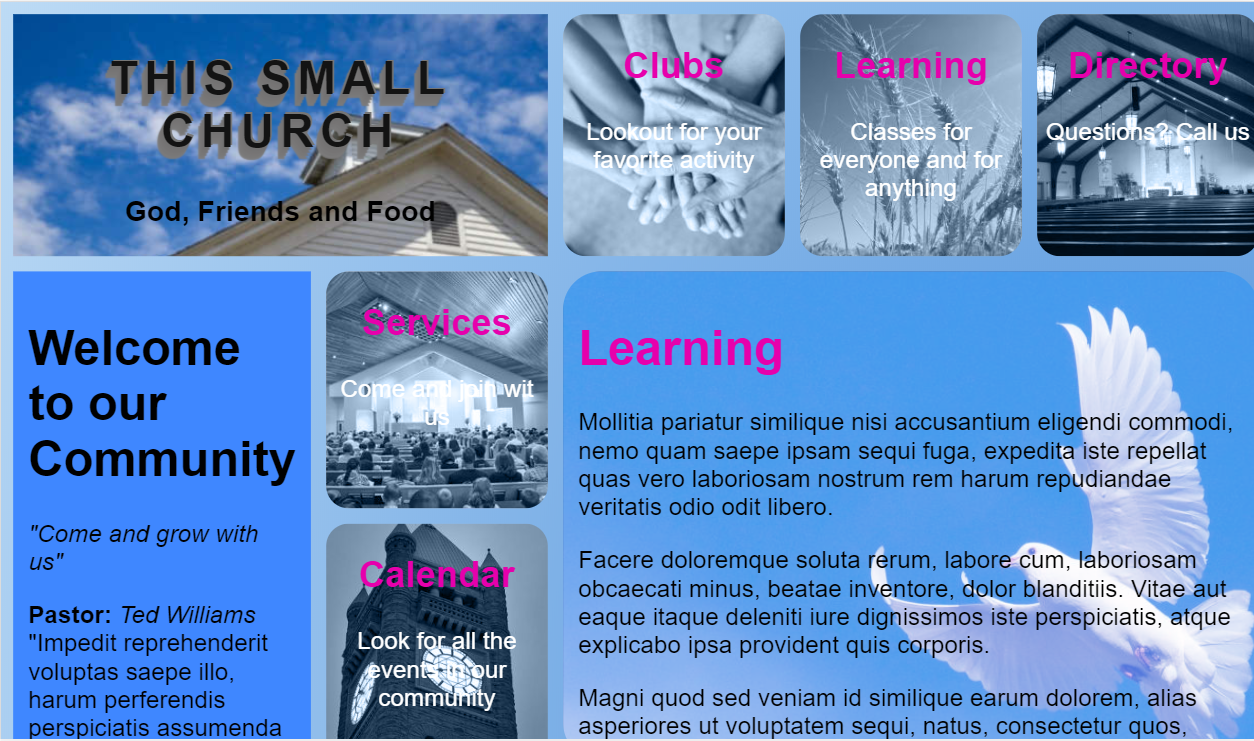 THIS SMALL
CHURCH
God, Friends and Food
Clubs
Lookout for your
favorite activity
Learning
Classes for
everyone and for
anything
Directory
Questions? Call us
Welcome
to our
Community
"Come and grow with
us"
Pastor: Ted Williams
"Impedit reprehenderit
voluptas saepe illo,
harum perferendis
perspiciatis assumenda
Services
Come and join wit
us
Calendar
Look for all the
events in our
community
Learning
Mollitia pariatur similique nisi accusantium eligendi commodi,
nemo quam saepe ipsam sequi fuga, expedita iste repellat
quas vero laboriosam nostrum rem harum repudiandae
veritatis odio odit libero.
Facere doloremque soluta rerum, labore cum, laboriosam
obcaecati minus, beatae inventore, dolor blanditiis. Vitae aut
eaque itaque deleniti iure dignissimos iste perspiciatis, atque
explicabo ipsa provident quis corporis.
Magni quod sed veniam id similique earum dolorem, alias
asperiores ut voluptatem sequi, natus, consectetur quos,